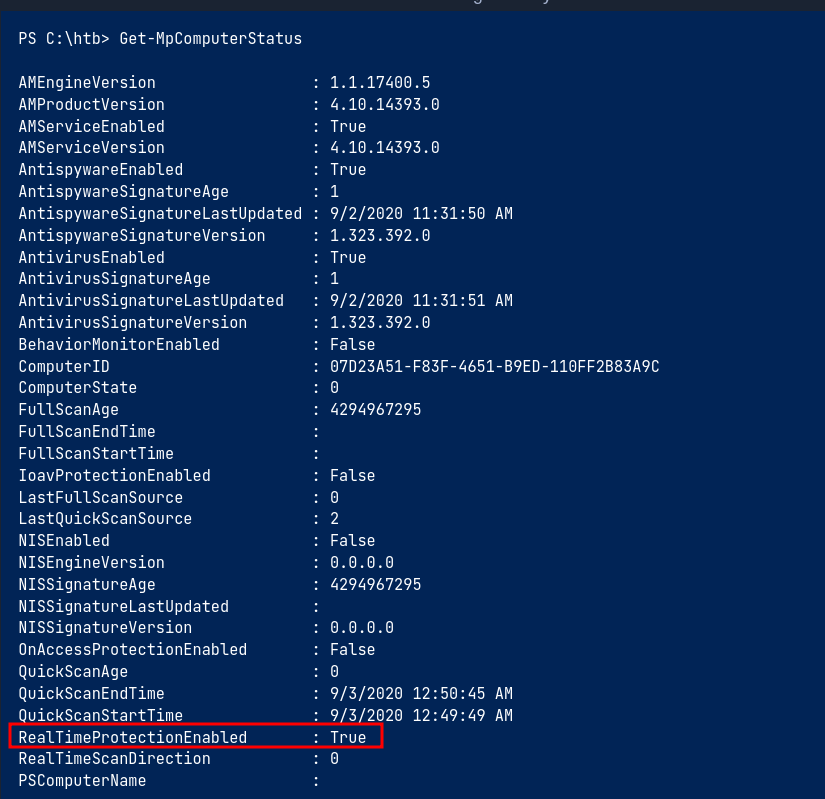 PS C:\htb> Get-MpComputerStatus
AMEngineVersion : 1.1.17400.5
AMProductVersion : 4.10.14393.0
AMServiceEnabled : True
AMServiceVersion : 4.10.14393.0
AntispywareEnabled : True
AntispywareSignatureAge : 1
AntispywareSignatureLastUpdated : 9/2/2020 11:31:50 AM
AntispywareSignatureVersion : 1.323.392.0
AntivirusEnabled : True
AntivirusSignatureAge : 1
AntivirusSignatureLastUpdated : 9/2/2020 11:31:51 AM
AntivirusSignatureVersion : 1.323.392.0
BehaviorMonitorEnabled : False
ComputerID : 07D23A51-F83F-4651-B9ED-110FF2B83A9C
ComputerState : 0
FullScanAge : 4294967295
FullScanEndTime :
FullScanStartTime :
IoavProtectionEnabled : False
LastFullScanSource : 0
LastQuickScanSource : 2
NISEnabled : False
NISEngineVersion : 0.0.0.0
NISSignatureAge : 4294967295
NISSignatureLastUpdated :
NISSignatureVersion : 0.0.0.0
OnAccessProtectionEnabled : False
QuickScanAge : 0
QuickScanEndTime : 9/3/2020 12:50:45 AM
QuickScanStartTime : 9/3/2020 12:49:49 AM
RealTimeProtectionEnabled : True
RealTimeScanDirection : 0
PSComputerName :